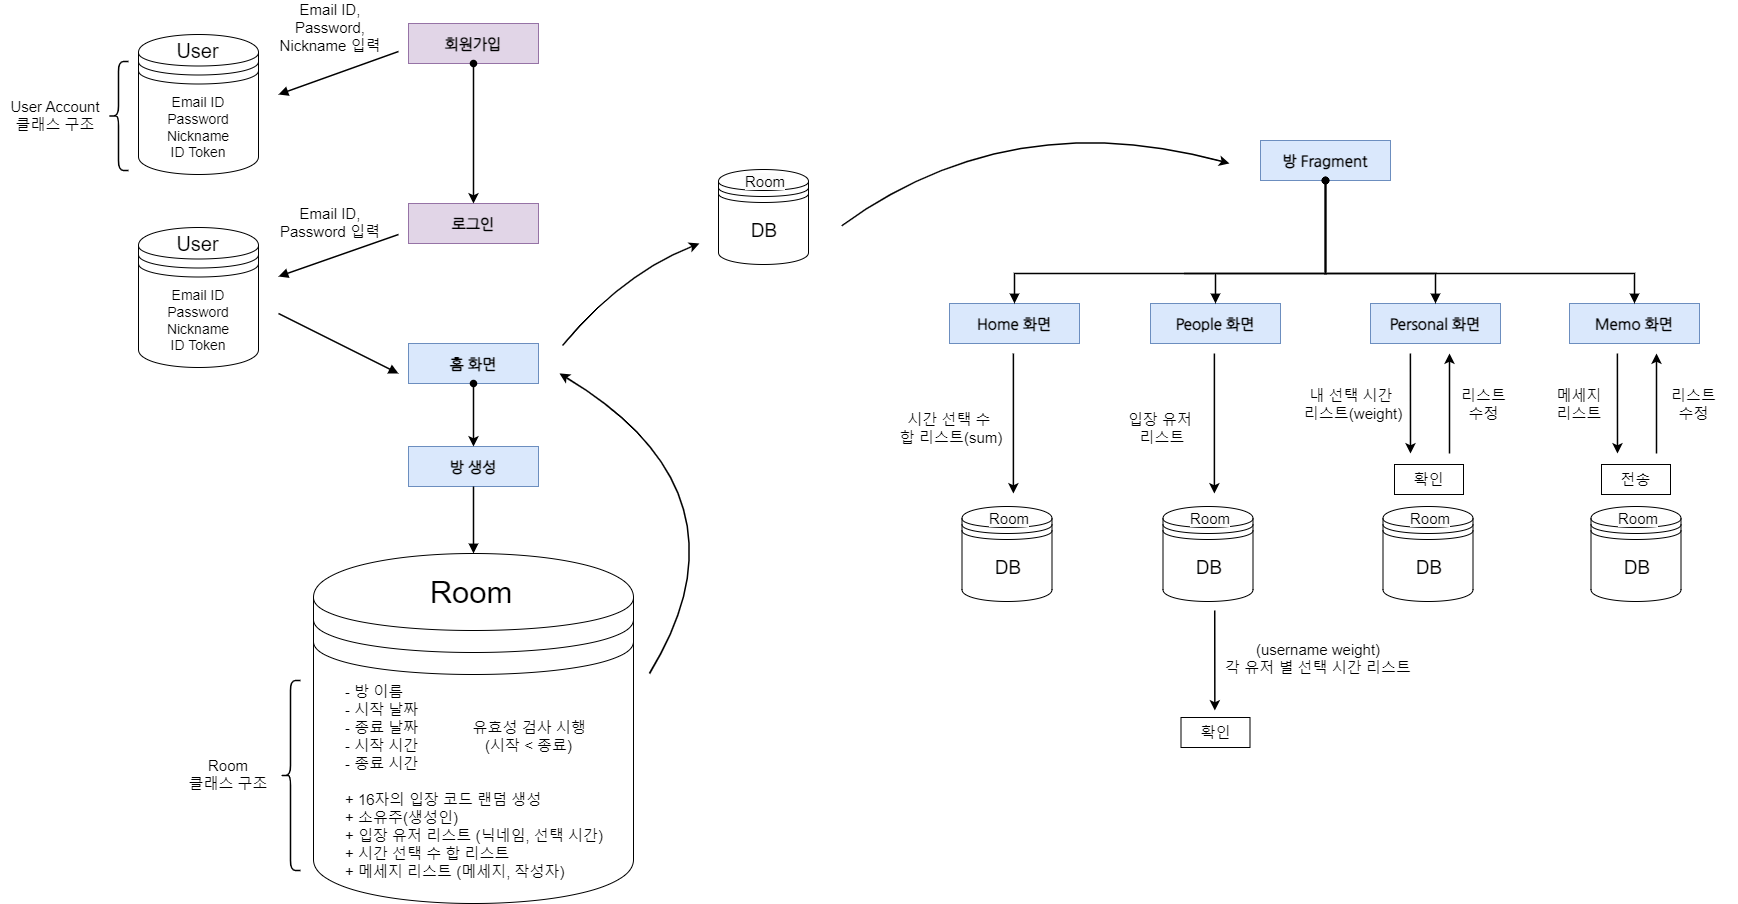 Email ID,
Password,
Nickname 입력
회원가입
User
Email ID
Password
Nickname
ID Token
User Account
클래스 구조
Email ID,
Password 입력
로그인
User
Email ID
Password
Nickname
ID Token
홈 화면
방 생성
Room
- 방 이름
- 시작 날짜
- 종료 날짜
- 시작 시간
- 종료 시간
유효성 검사 시행
(시작 < 종료)
+ 16자의 입장 코드 랜덤 생성
+ 소유주(생성인)
+ 입장 유저 리스트 (닉네임, 선택 시간)
+ 시간 선택 수 합 리스트
+ 메세지 리스트 (메세지, 작성자)
Room
클래스 구조
Room
DB
방 Fragment
Home 화면
People 화면
Personal 화면
Memo 화면
시간 선택 수
합 리스트(sum)
입장 유저
리스트
내 선택 시간
리스트(weight)
리스트
수정
메세지
리스트
리스트
수정
확인
전송
Room
DB
Room
DB
Room
DB
Room
DB
(username weight)
각 유저 별 선택 시간 리스트
확인